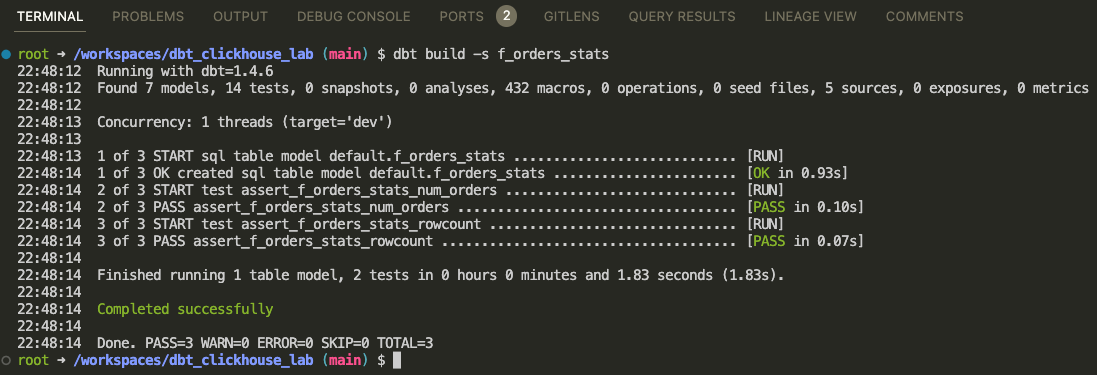 TERMINAL PROBLEMS OUTPUT DEBUG CONSOLE PORTS 2 GITLENS QUERY RESULTS LINEAGE VIEW COMMENTS
root ➜ /workspaces/dbt_clickhouse_lab (main) $ dbt build -s f_orders_stats
22:48:12  Running with dbt=1.4.6
22:48:12  Found 7 models, 14 tests, 0 snapshots, 0 analyses, 432 macros, 0 operations, 0 seed files, 5 sources, 0 exposures, 0 metrics
22:48:12
22:48:13  Concurrency: 1 threads (target='dev')
22:48:13
22:48:13  1 of 3 START sql table model default.f_orders_stats ............................ [RUN]
22:48:14  1 of 3 OK created sql table model default.f_orders_stats ....................... [OK in 0.93s]
22:48:14  2 of 3 START test assert_f_orders_stats_num_orders ............................. [RUN]
22:48:14  2 of 3 PASS assert_f_orders_stats_num_orders ................................... [PASS in 0.10s]
22:48:14  3 of 3 START test assert_f_orders_stats_rowcount ............................... [RUN]
22:48:14  3 of 3 PASS assert_f_orders_stats_rowcount ..................................... [PASS in 0.07s]
22:48:14
22:48:14  Finished running 1 table model, 2 tests in 0 hours 0 minutes and 1.83 seconds (1.83s).
22:48:14
22:48:14  Completed successfully
22:48:14
22:48:14  Done. PASS=3 WARN=0 ERROR=0 SKIP=0 TOTAL=3
root ➜ /workspaces/dbt_clickhouse_lab (main) $